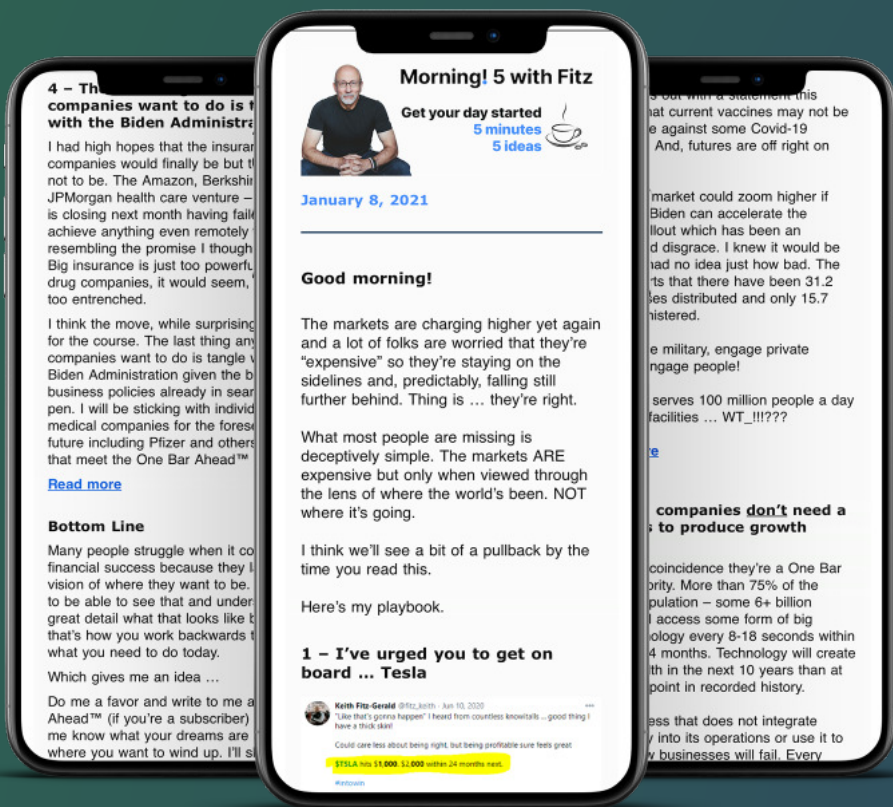 4 – Th
companies want to do is t
with the Biden Administra
I had high hopes that the insuran
companies would finally be but t
not to be. The Amazon, Berkshir
JPMorgan health care venture –
is closing next month having faile
achieve anything even remotely
resembling the promise I though
Big insurance is just too powerfu
drug companies, it would seem,
too entrenched.
I think the move, while surprising
for the course. The last thing any
companies want to do is tangle w
Biden Administration given the b
business policies already in sear
pen. I will be sticking with individ
medical companies for the forese
future including Pfizer and others
that meet the One Bar Ahead™
Read more
Bottom Line
Many people struggle when it co
financial success because they la
vision of where they want to be.
to be able to see that and under
great detail what that looks like b
that's how you work backwards t
what you need to do today.
Which gives me an idea ...
Do me a favor and write to me a
Ahead™ (if you're a subscriber)
me know what your dreams are
where you want to wind up. I'll s
Morning! 5 with Fitz
Get your day started
5 minutes
5 ideas
January 8, 2021
Good morning!
The markets are charging higher yet again
and a lot of folks are worried that they're
“expensive” so they're staying on the
sidelines and, predictably, falling still
further behind. Thing is ... they're right.
What most people are missing is
deceptively simple. The markets ARE
expensive but only when viewed through
the lens of where the world's been. NOT
where it's going.
I think we'll see a bit of a pullback by the
time you read this.
Here's my playbook.
1 – I've urged you to get on
board ... Tesla
Keith Fitz-Gerald @fitz_keith · Jun 10, 2020
"Like that's gonna happen" I heard from countless knowitalls ... good thing I
have a thick skin!
Could care less about being right, but being profitable sure feels great
$TSLA hits $1,000. $2,000 within 24 months next.
#intowin
s out with a statement this
hat current vaccines may not be
e against some Covid-19
And, futures are off right on
market could zoom higher if
Biden can accelerate the
llout which has been an
d disgrace. I knew it would be
had no idea just how bad. The
rts that there have been 31.2
ses distributed and only 15.7
nistered.
e military, engage private
ngage people!
serves 100 million people a day
facilities ... WT_!!!???
e
companies don't need a
s to produce growth
coincidence they're a One Bar
ority. More than 75% of the
pulation – some 6+ billion
l access some form of big
nology every 8-18 seconds within
4 months. Technology will create
lth in the next 10 years than at
point in recorded history.
ess that does not integrate
y into its operations or use it to
w businesses will fail. Every